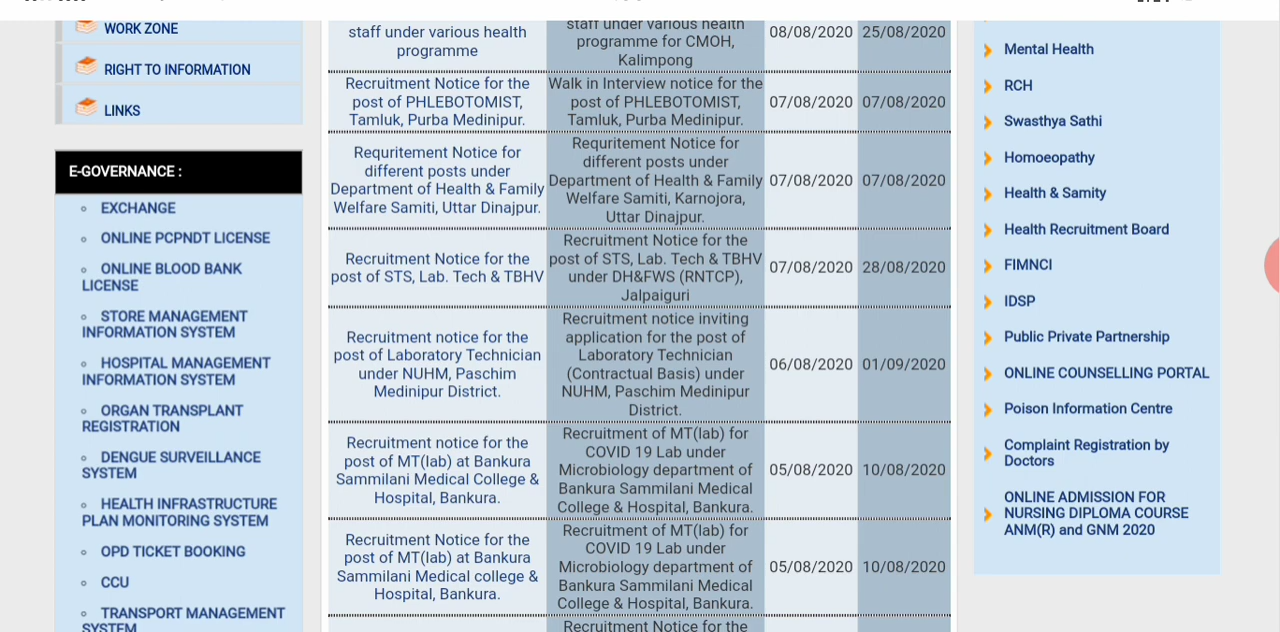 WORK ZONE
RIGHT TO INFORMATION
LINKS
E-GOVERNANCE :
EXCHANGE
ONLINE PCPNDT LICENSE
ONLINE BLOOD BANK
LICENSE
STORE MANAGEMENT
INFORMATION SYSTEM
HOSPITAL MANAGEMENT
INFORMATION SYSTEM
ORGAN TRANSPLANT
REGISTRATION
DENGUE SURVEILLANCE
SYSTEM
HEALTH INFRASTRUCTURE
PLAN MONITORING SYSTEM
OPD TICKET BOOKING
CCU
TRANSPORT MANAGEMENT
SYSTEM
staff under various health
programme
staff under various health
programme for CMOH,
Kalimpong
08/08/2020
25/08/2020
Recruitment Notice for the
post of PHLEBOTOMIST,
Tamluk, Purba Medinipur.
Walk in Interview notice for the
post of PHLEBOTOMIST,
Tamluk, Purba Medinipur.
07/08/2020
07/08/2020
Requritement Notice for
different posts under
Department of Health & Family
Welfare Samiti, Uttar Dinajpur.
Requritement Notice for
different posts under
Department of Health & Family
Welfare Samiti, Karnojora,
Uttar Dinajpur.
07/08/2020
07/08/2020
Recruitment Notice for the
post of STS, Lab. Tech & TBHV
Recruitment Notice for the
post of STS, Lab. Tech & TBHV
under DH&FWS (RNTCP),
Jalpaiguri
07/08/2020
28/08/2020
Recruitment notice for the
post of Laboratory Technician
under NUHM, Paschim
Medinipur District.
Recruitment notice inviting
application for the post of
Laboratory Technician
(Contractual Basis) under
NUHM, Paschim Medinipur
District.
06/08/2020
01/09/2020
Recruitment notice for the
post of MT(lab) at Bankura
Sammilani Medical College &
Hospital, Bankura.
Recruitment of MT(lab) for
COVID 19 Lab under
Microbiology department of
Bankura Sammilani Medical
College & Hospital, Bankura.
05/08/2020
10/08/2020
Recruitment Notice for the
post of MT(lab) at Bankura
Sammilani Medical college &
Hospital, Bankura.
Recruitment of MT(lab) for
COVID 19 Lab under
Microbiology department of
Bankura Sammilani Medical
College & Hospital, Bankura.
05/08/2020
10/08/2020
Recruitment Notice for the
Mental Health
RCH
Swasthya Sathi
Homoeopathy
Health & Samity
Health Recruitment Board
FIMNCI
IDSP
Public Private Partnership
ONLINE COUNSELLING PORTAL
Poison Information Centre
Complaint Registration by
Doctors
ONLINE ADMISSION FOR
NURSING DIPLOMA COURSE
ANM(R) and GNM 2020